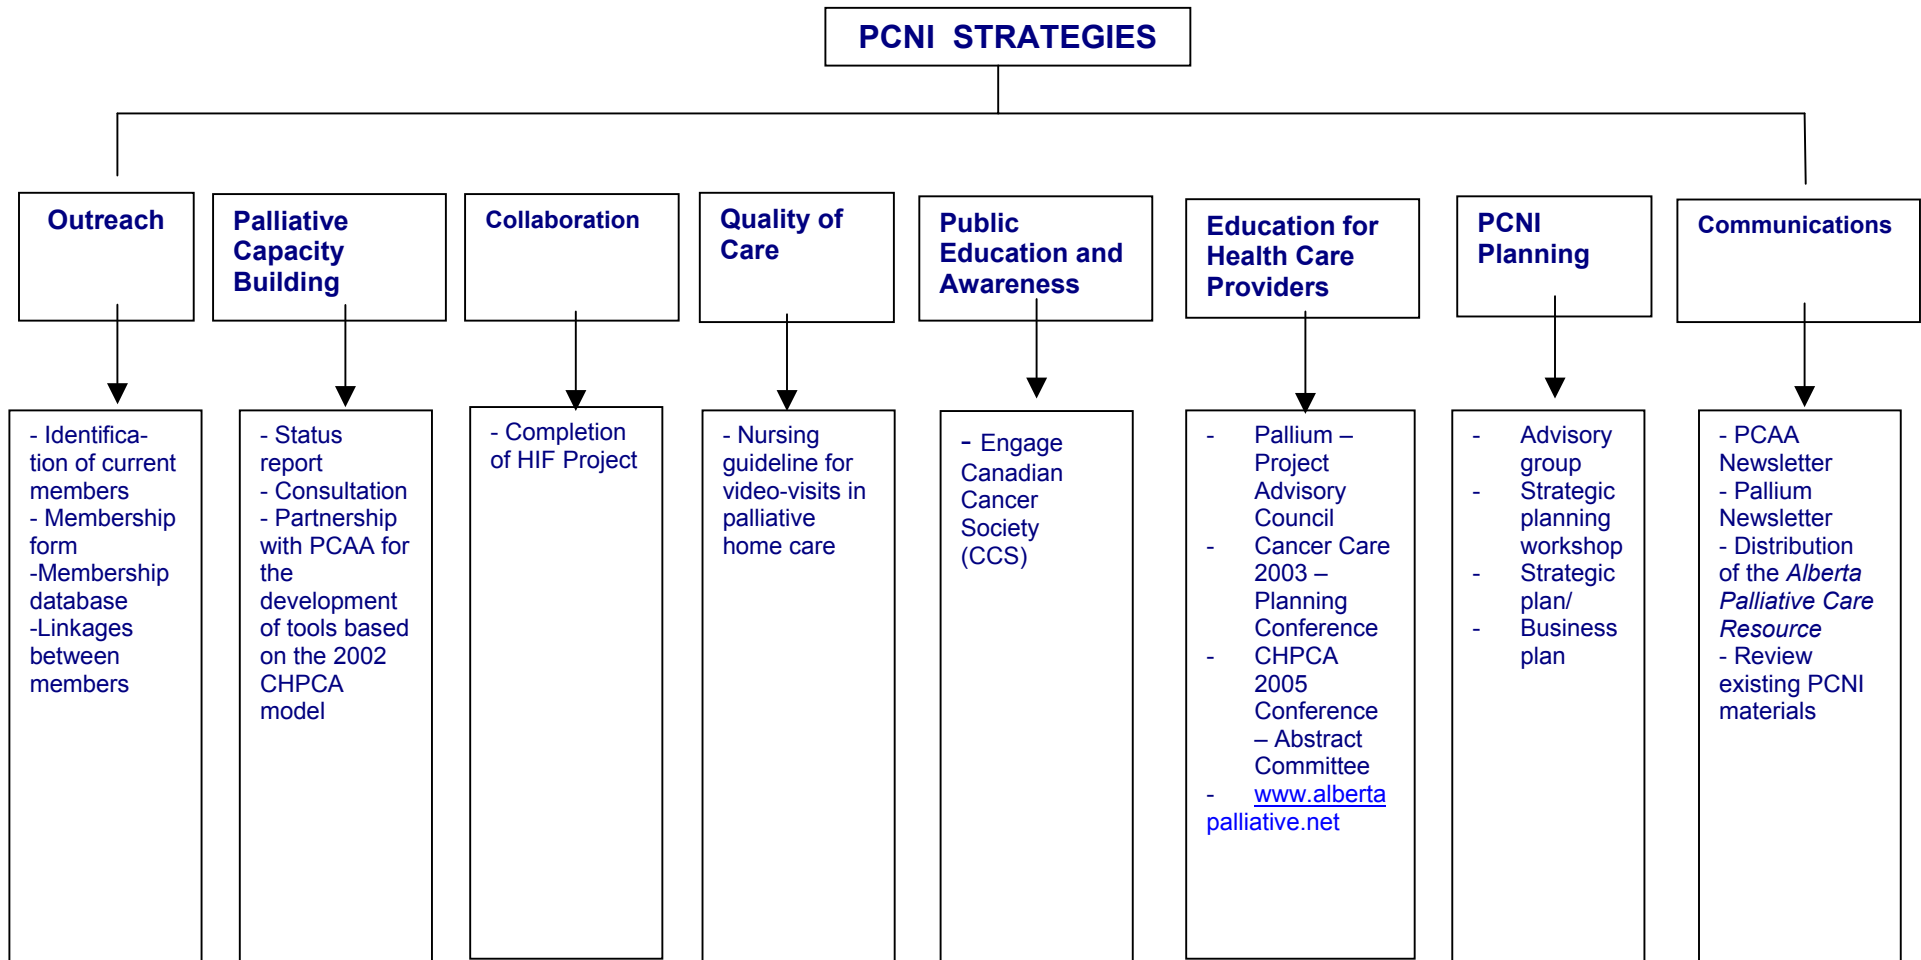 PCNI STRATEGIES
Outreach
Palliative
Capacity
Building
Collaboration
Quality of
Care
Public
Education and
Awareness
Education for
Health Care
Providers
PCNI
Planning
Communications
- Identifica-
tion of current
members
- Membership
form
-Membership
database
-Linkages
between
members
- Status
report
- Consultation
- Partnership
with PCAA for
the
development
of tools based
on the 2002
CHPCA
model
- Completion
of HIF Project
- Nursing
guideline for
video-visits in
palliative
home care
- Engage
Canadian
Cancer
Society
(CCS)
- Pallium –
Project
Advisory
Council
- Cancer Care
2003 –
Planning
Conference
- CHPCA
2005
Conference
– Abstract
Committee
- www.alberta
palliative.net
- Advisory
group
- Strategic
planning
workshop
- Strategic
plan/
- Business
plan
- PCAA
Newsletter
- Pallium
Newsletter
- Distribution
of the Alberta
Palliative Care
Resource
- Review
existing PCNI
materials